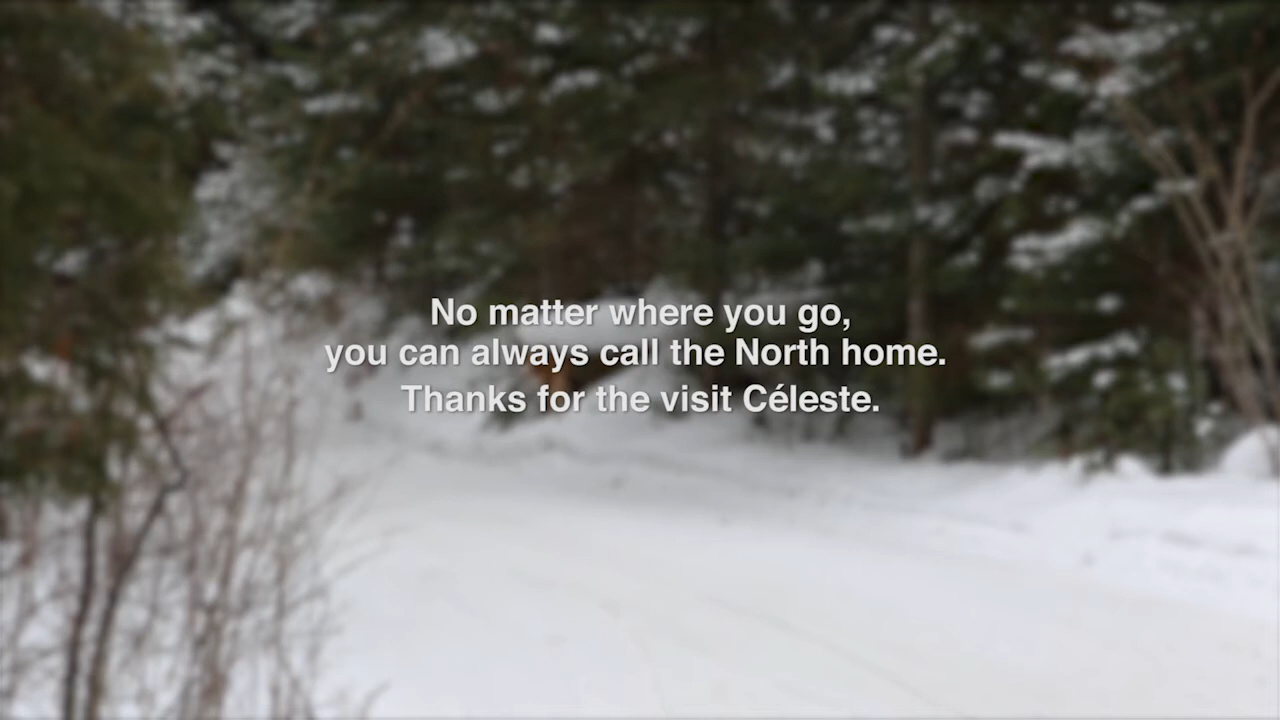 No matter where you go,
you can always call the North home.
Thanks for the visit Céleste.